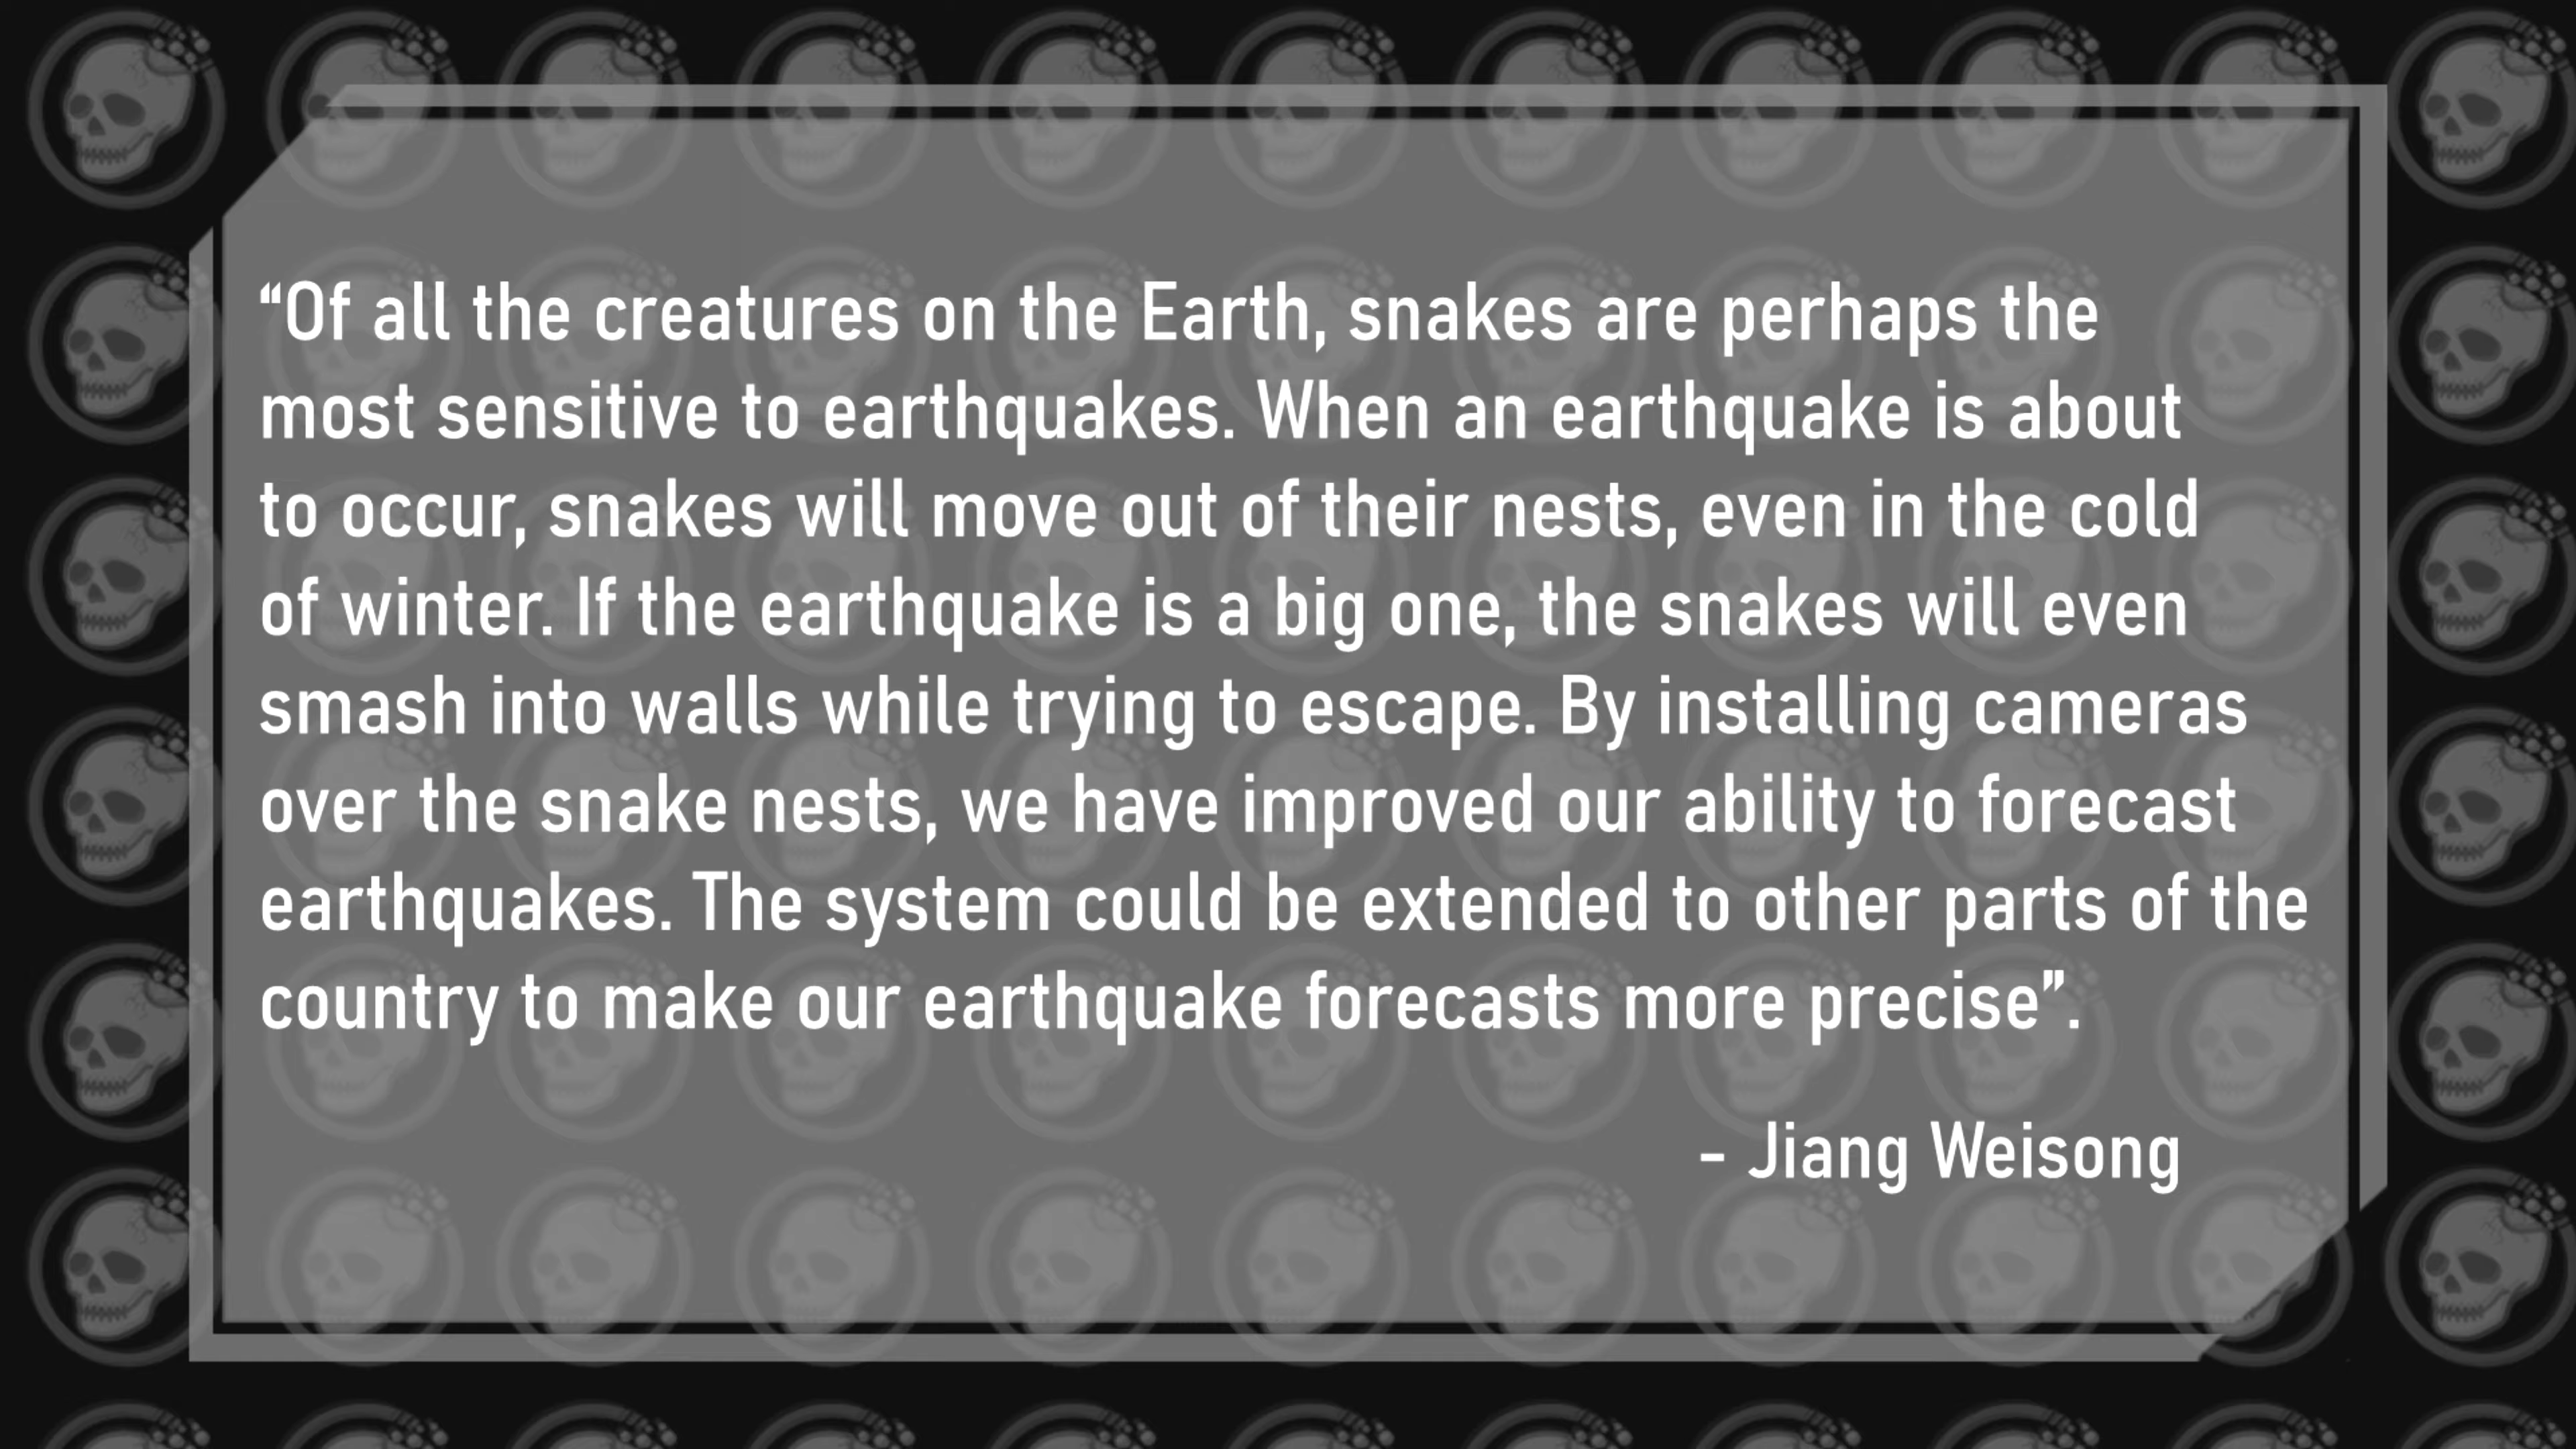 “Of all the creatures on the Earth, snakes are perhaps the
most sensitive to earthquakes. When an earthquake is about
to occur, snakes will move out of their nests, even in the cold
of winter. If the earthquake is a big one, the snakes will even
smash into walls while trying to escape. By installing cameras
over the snake nests, we have improved our ability to forecast
earthquakes. The system could be extended to other parts of the
country to make our earthquake forecasts more precise”.
- Jiang Weisong